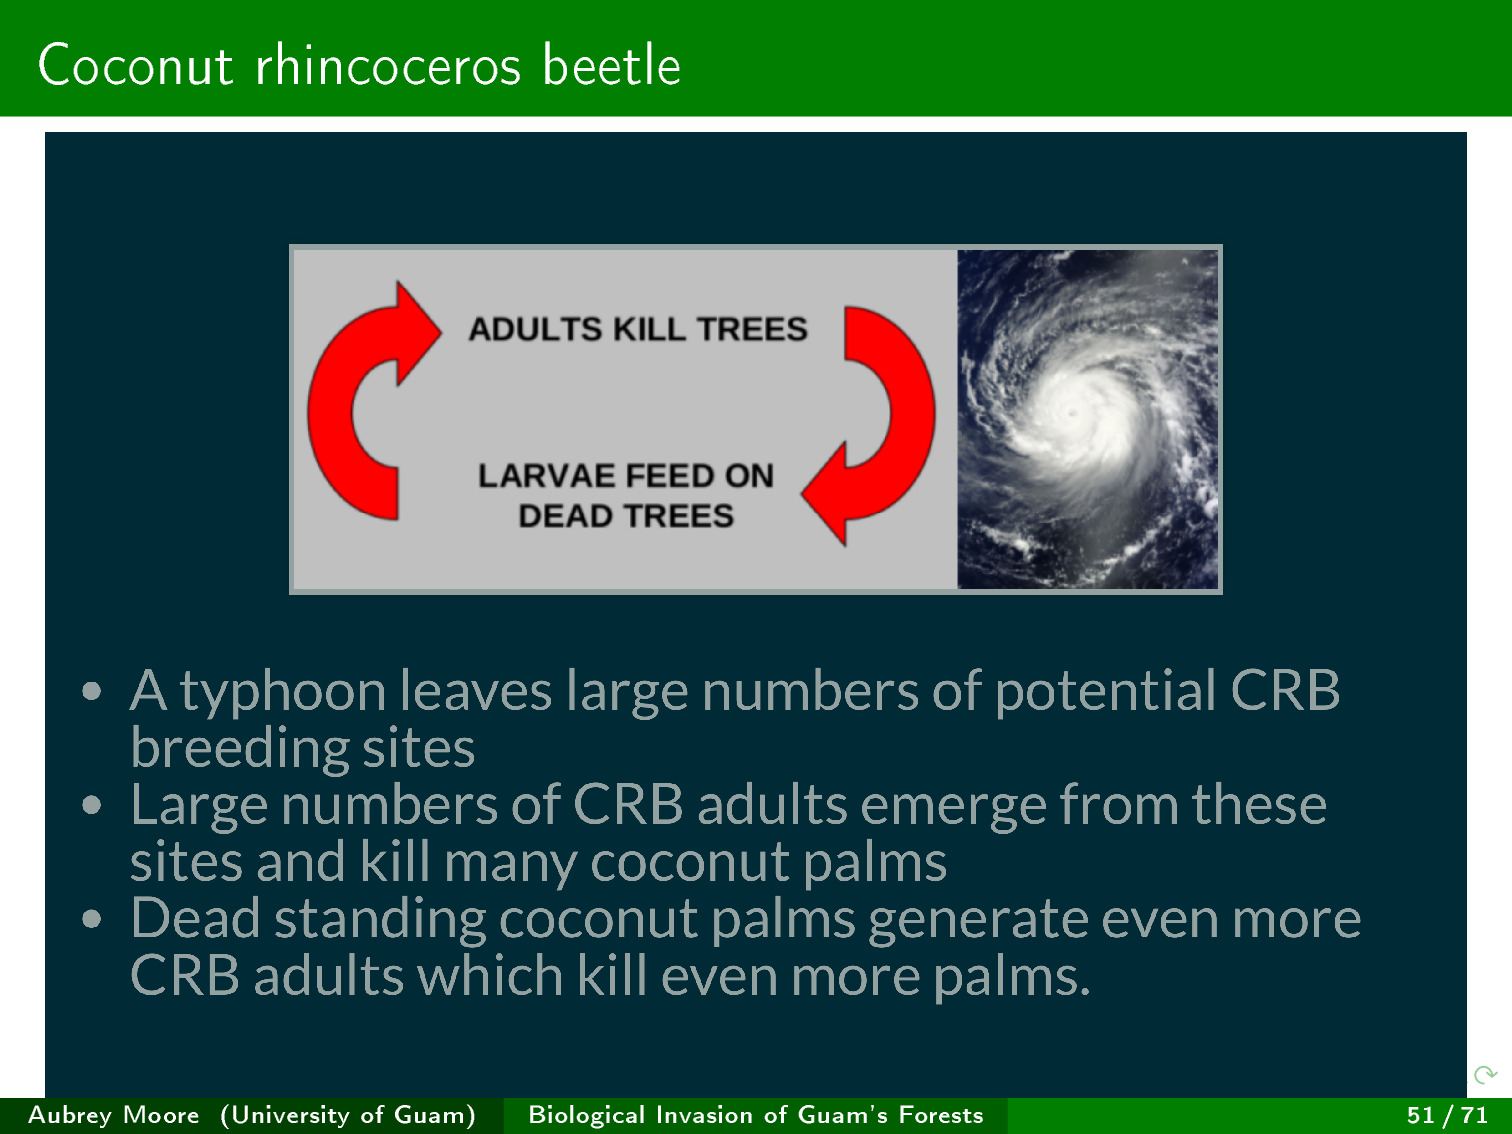 Coconut rhincoceros beetle
ADULTS KILL TREES
LARVAE FEED ON
DEAD TREES
• A typhoon leaves large numbers of potential CRB
breeding sites
• Large numbers of CRB adults emerge from these
sites and kill many coconut palms
• Dead standing coconut palms generate even more
CRB adults which kill even more palms.
Aubrey Moore (University of Guam) Biological Invasion of Guam's Forests 51 / 71